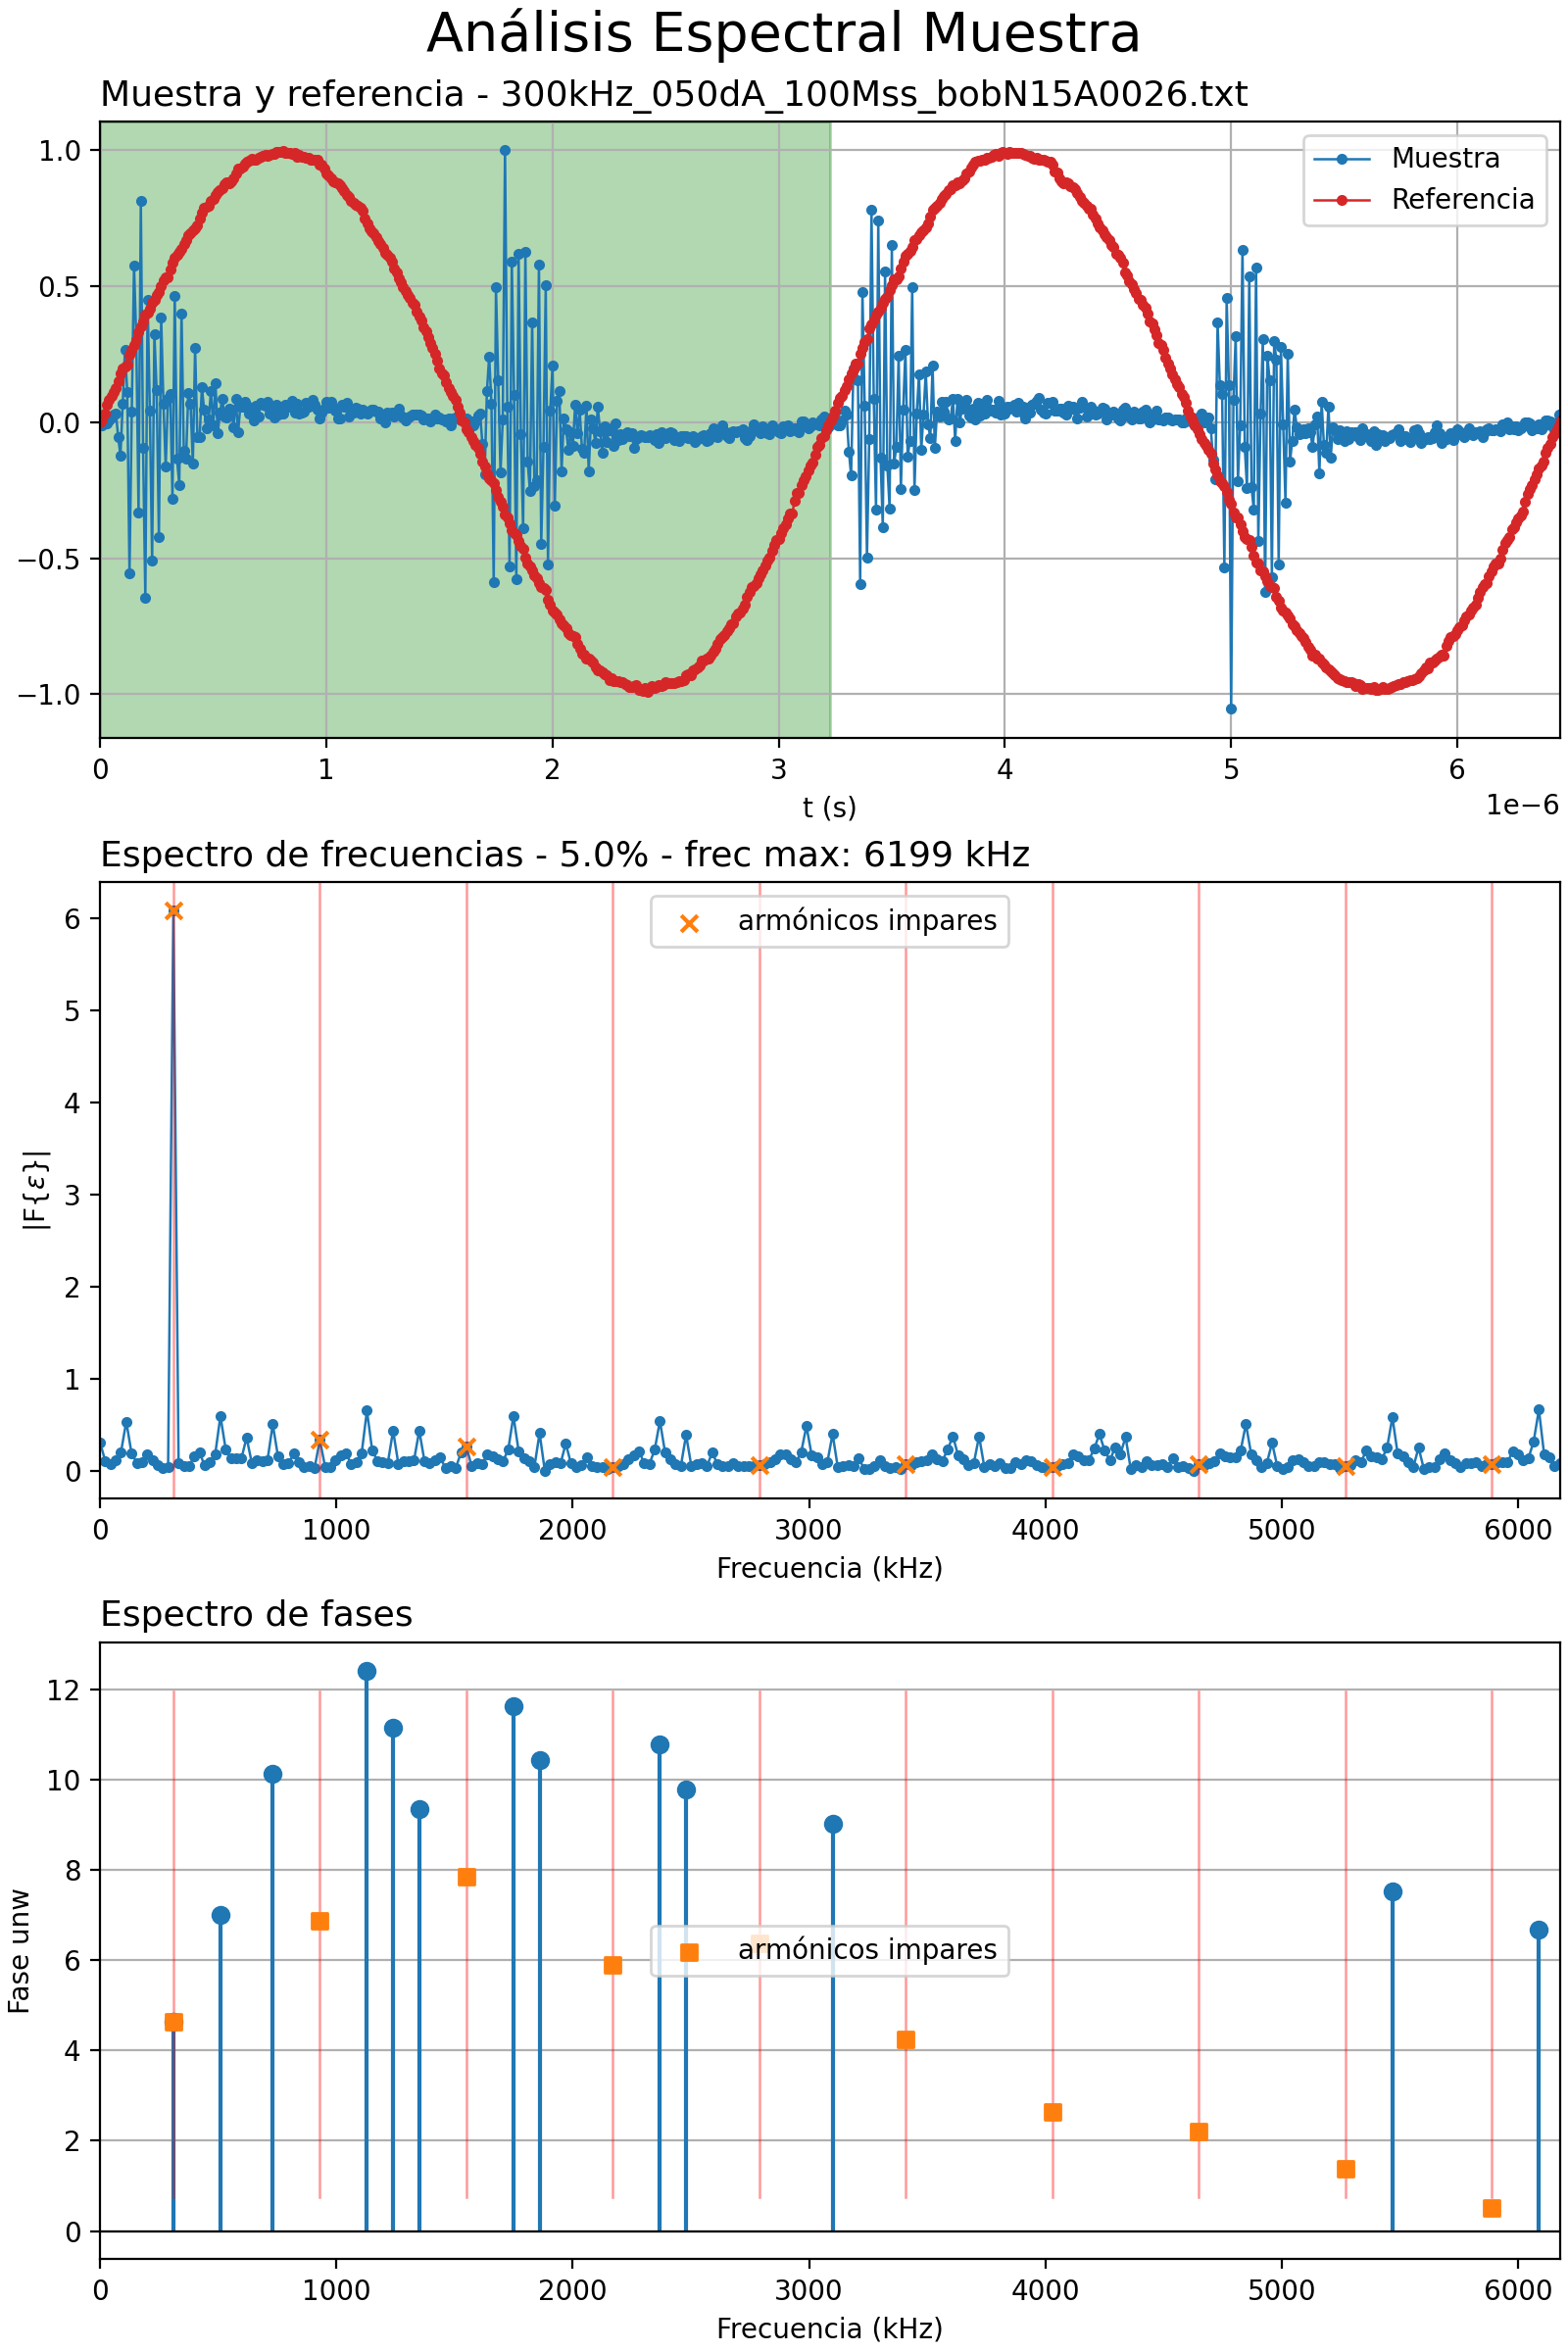 Análisis Espectral Muestra
Muestra y referencia - 300kHz_050dA_100Mss_bobN15A0026.txt
1.0
0.5
0.0
−0.5
−1.0
Muestra
Referencia
0 1 2 3 4 5 6
t (s)
1e−6
Espectro de frecuencias - 5.0% - frec max: 6199 kHz
|F{ε}|
6
5
4
3
2
1
0
armónicos impares
0 1000 2000 3000 4000 5000 6000
Frecuencia (kHz)
Espectro de fases
Fase unw
12
10
8
6
4
2
0
armónicos impares
0 1000 2000 3000 4000 5000 6000
Frecuencia (kHz)